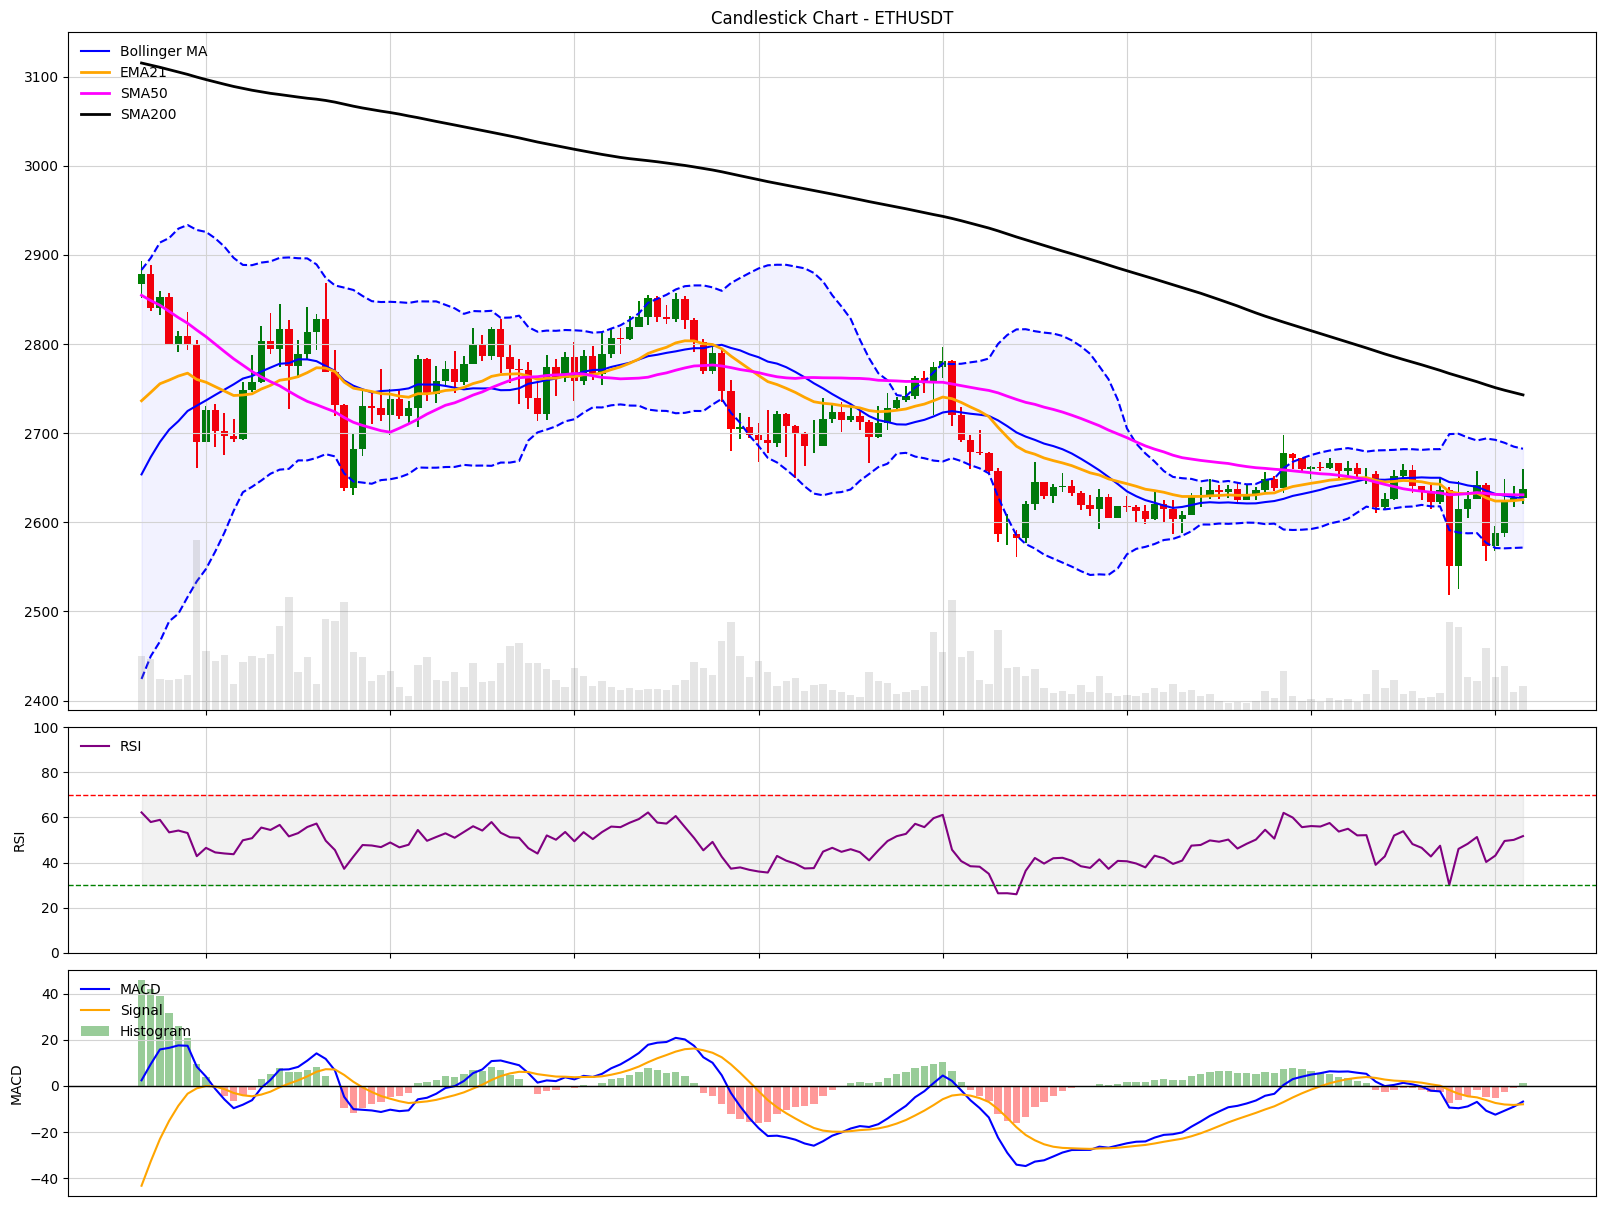 Candlestick Chart - ETHUSDT
Bollinger MA
EMA21
SMA50
SMA200
3100
3000
2900
2800
2700
2600
2500
2400
RSI
100
80
60
40
20
0
RSI
MACD
Signal
Histogram
40
20
0
−20
−40
MACD